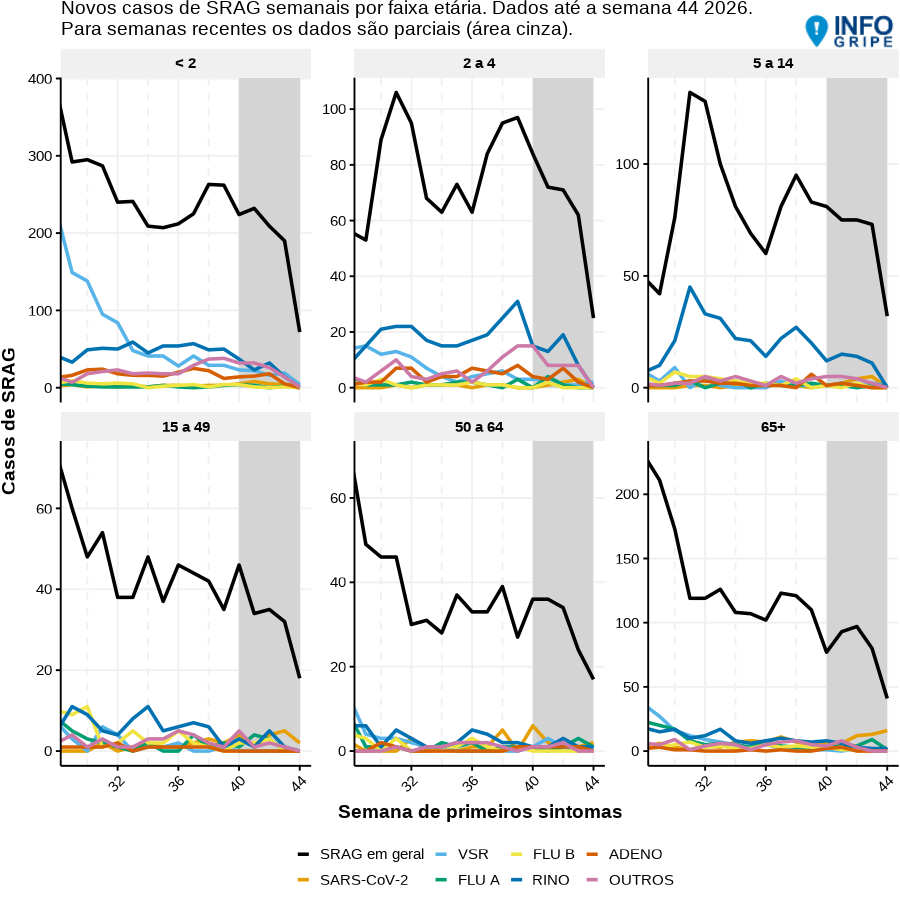 Novos casos de SRAG semanais por faixa etária. Dados até a semana 44 2026.
Para semanas recentes os dados são parciais (área cinza).
INFO
GRIPE
< 2
2 a 4
5 a 14
400
300
200
100
0
100
80
60
40
20
0
100
50
0
Casos de SRAG
15 a 49
50 a 64
65+
60
40
20
0
60
40
20
0
200
150
100
50
0
32 36 40 44
32 36 40 44
32 36 40 44
Semana de primeiros sintomas
SRAG em geral VSR FLU B ADENO
SARS-CoV-2 FLU A RINO OUTROS